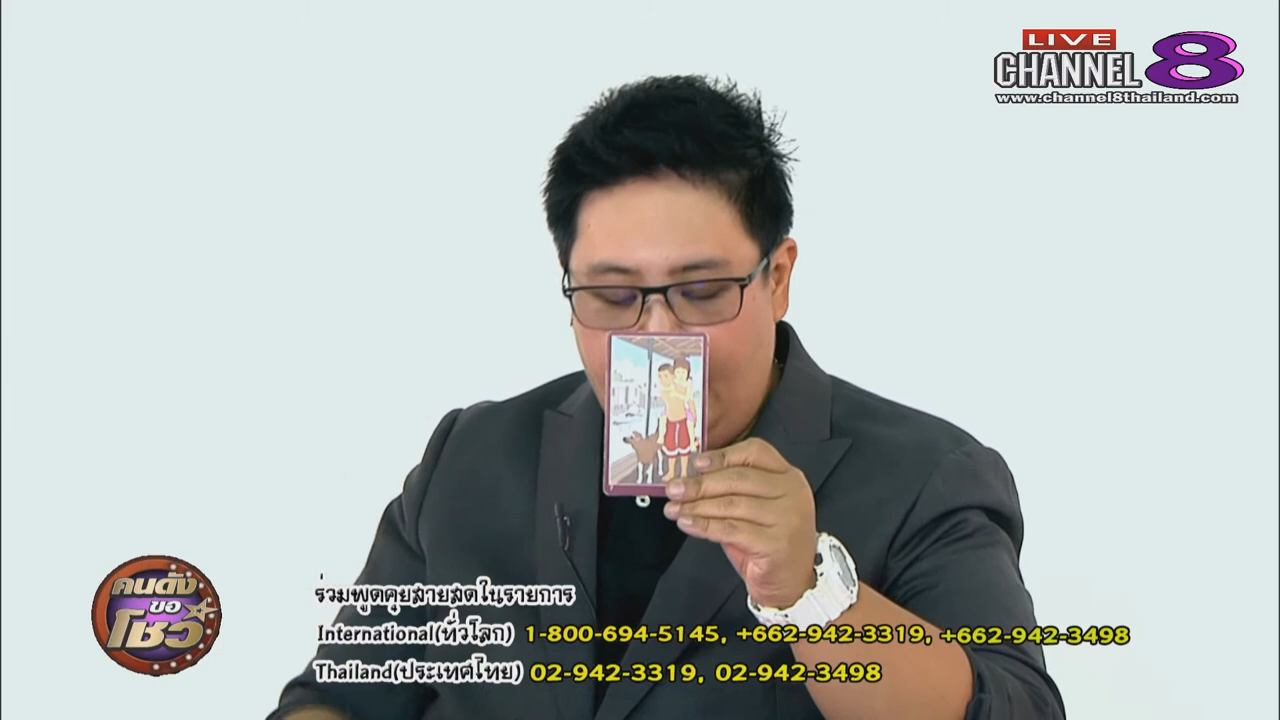 LIVE
CHANNEL 8
www.channel8thailand.com
คนดัง
ขอ
โชว์
ร่วมพูดคุยสายสดในรายการ
International(ทั่วโลก) 1-800-694-5145, +662-942-3319, +662-942-3498
Thailand(ประเทศไทย) 02-942-3319, 02-942-3498